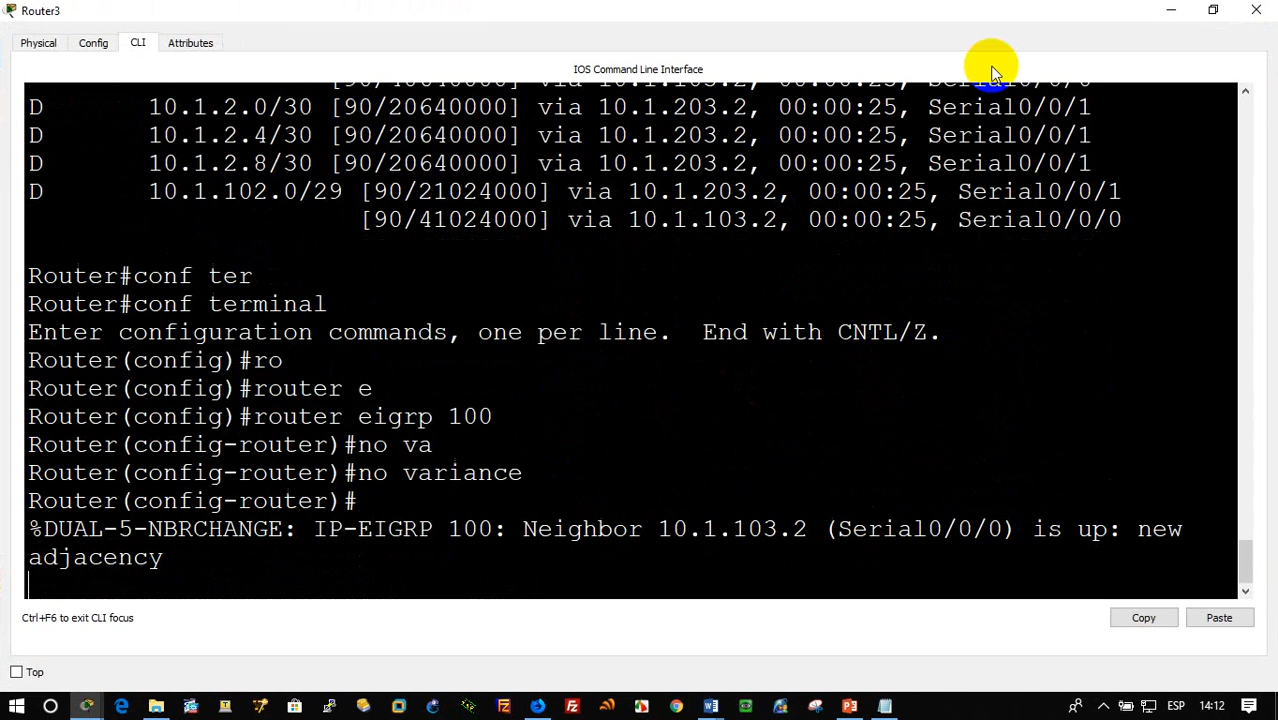 Router3
Physical Config CLI Attributes
IOS Command Line Interface
D 10.1.2.0/30 [90/20640000] via 10.1.203.2, 00:00:25, Serial0/0/1
D 10.1.2.4/30 [90/20640000] via 10.1.203.2, 00:00:25, Serial0/0/1
D 10.1.2.8/30 [90/20640000] via 10.1.203.2, 00:00:25, Serial0/0/1
D 10.1.102.0/29 [90/21024000] via 10.1.203.2, 00:00:25, Serial0/0/1
[90/41024000] via 10.1.103.2, 00:00:25, Serial0/0/0
Router#conf ter
Router#conf terminal
Enter configuration commands, one per line. End with CNTL/Z.
Router(config)#ro
Router(config)#router e
Router(config)#router eigrp 100
Router(config-router)#no va
Router(config-router)#no variance
Router(config-router)#
%DUAL-5-NBRCHANGE: IP-EIGRP 100: Neighbor 10.1.103.2 (Serial0/0/0) is up: new
adjacency
Ctrl+F6 to exit CLI focus
Copy Paste
Top
ESP 14:12